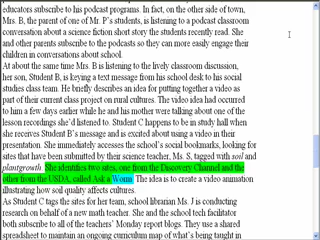 educators subscribe to his podcast programs. In fact, on the other side of town,
Mrs. B, the parent of one of Mr. P's students, is listening to a podcast classroom
conversation about a science fiction short story the students recently read. She
and other parents subscribe to the podcasts so they can more easily engage their
children in conversations about school.
At about the same time Mrs. B is listening to the lively classroom discussion,
her son, Student B, is keying a text message from his school desk to his social
studies class team. He briefly describes an idea for putting together a video as
part of their current class project on rural cultures. The video idea had occurred
to him a few days earlier while he and his mother were talking about one of the
lesson recordings she'd listened to. Student C happens to be in study hall when
she receives Student B's message and is excited about using a video in their
presentation. She immediately accesses the school's social bookmarks, looking for
sites that have been submitted by their science teacher, Ms. S, tagged with soil and
plantgrowth. She identifies two sites, one from the Discovery Channel and the
other from the USDA, called Ask a Worm. The idea is to create a video animation
illustrating how soil quality affects cultures.
As Student C tags the sites for her team, school librarian Ms. J is conducting
research on behalf of a new math teacher. She and the school tech facilitator
both subscribe to all of the teachers' Monday report blogs. They use a shared
spreadsheet to maintain an ongoing curriculum map of what's being taught in